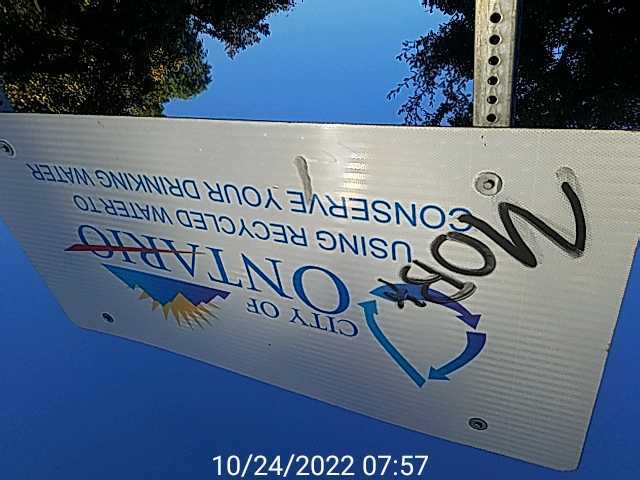 CITY OF
ONTARIO
USING RECYCLED WATER TO
CONSERVE YOUR DRINKING WATER
10/24/2022 07:57